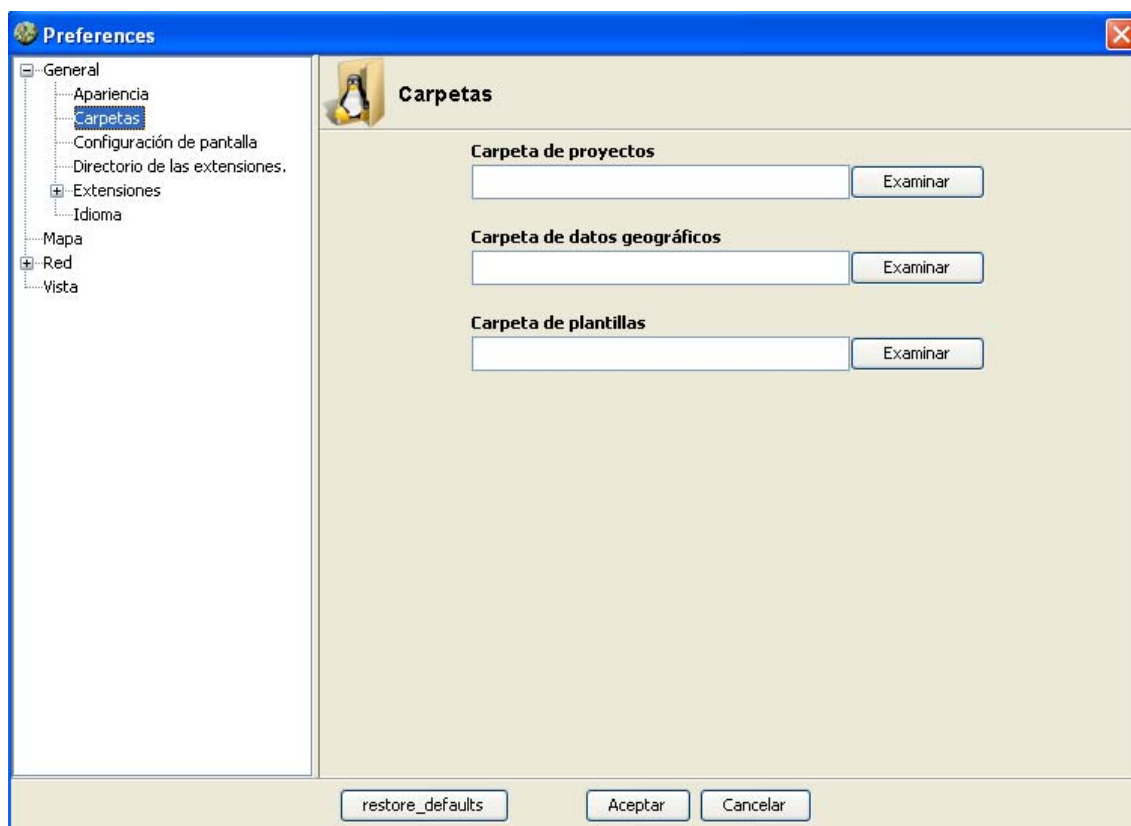 Preferences
General
Apariencia
Carpetas
Configuración de pantalla
Directorio de las extensiones.
Extensiones
Idioma
Mapa
Red
Vista
Carpetas
Carpeta de proyectos
Examinar
Carpeta de datos geográficos
Examinar
Carpeta de plantillas
Examinar
restore_defaults
Aceptar
Cancelar